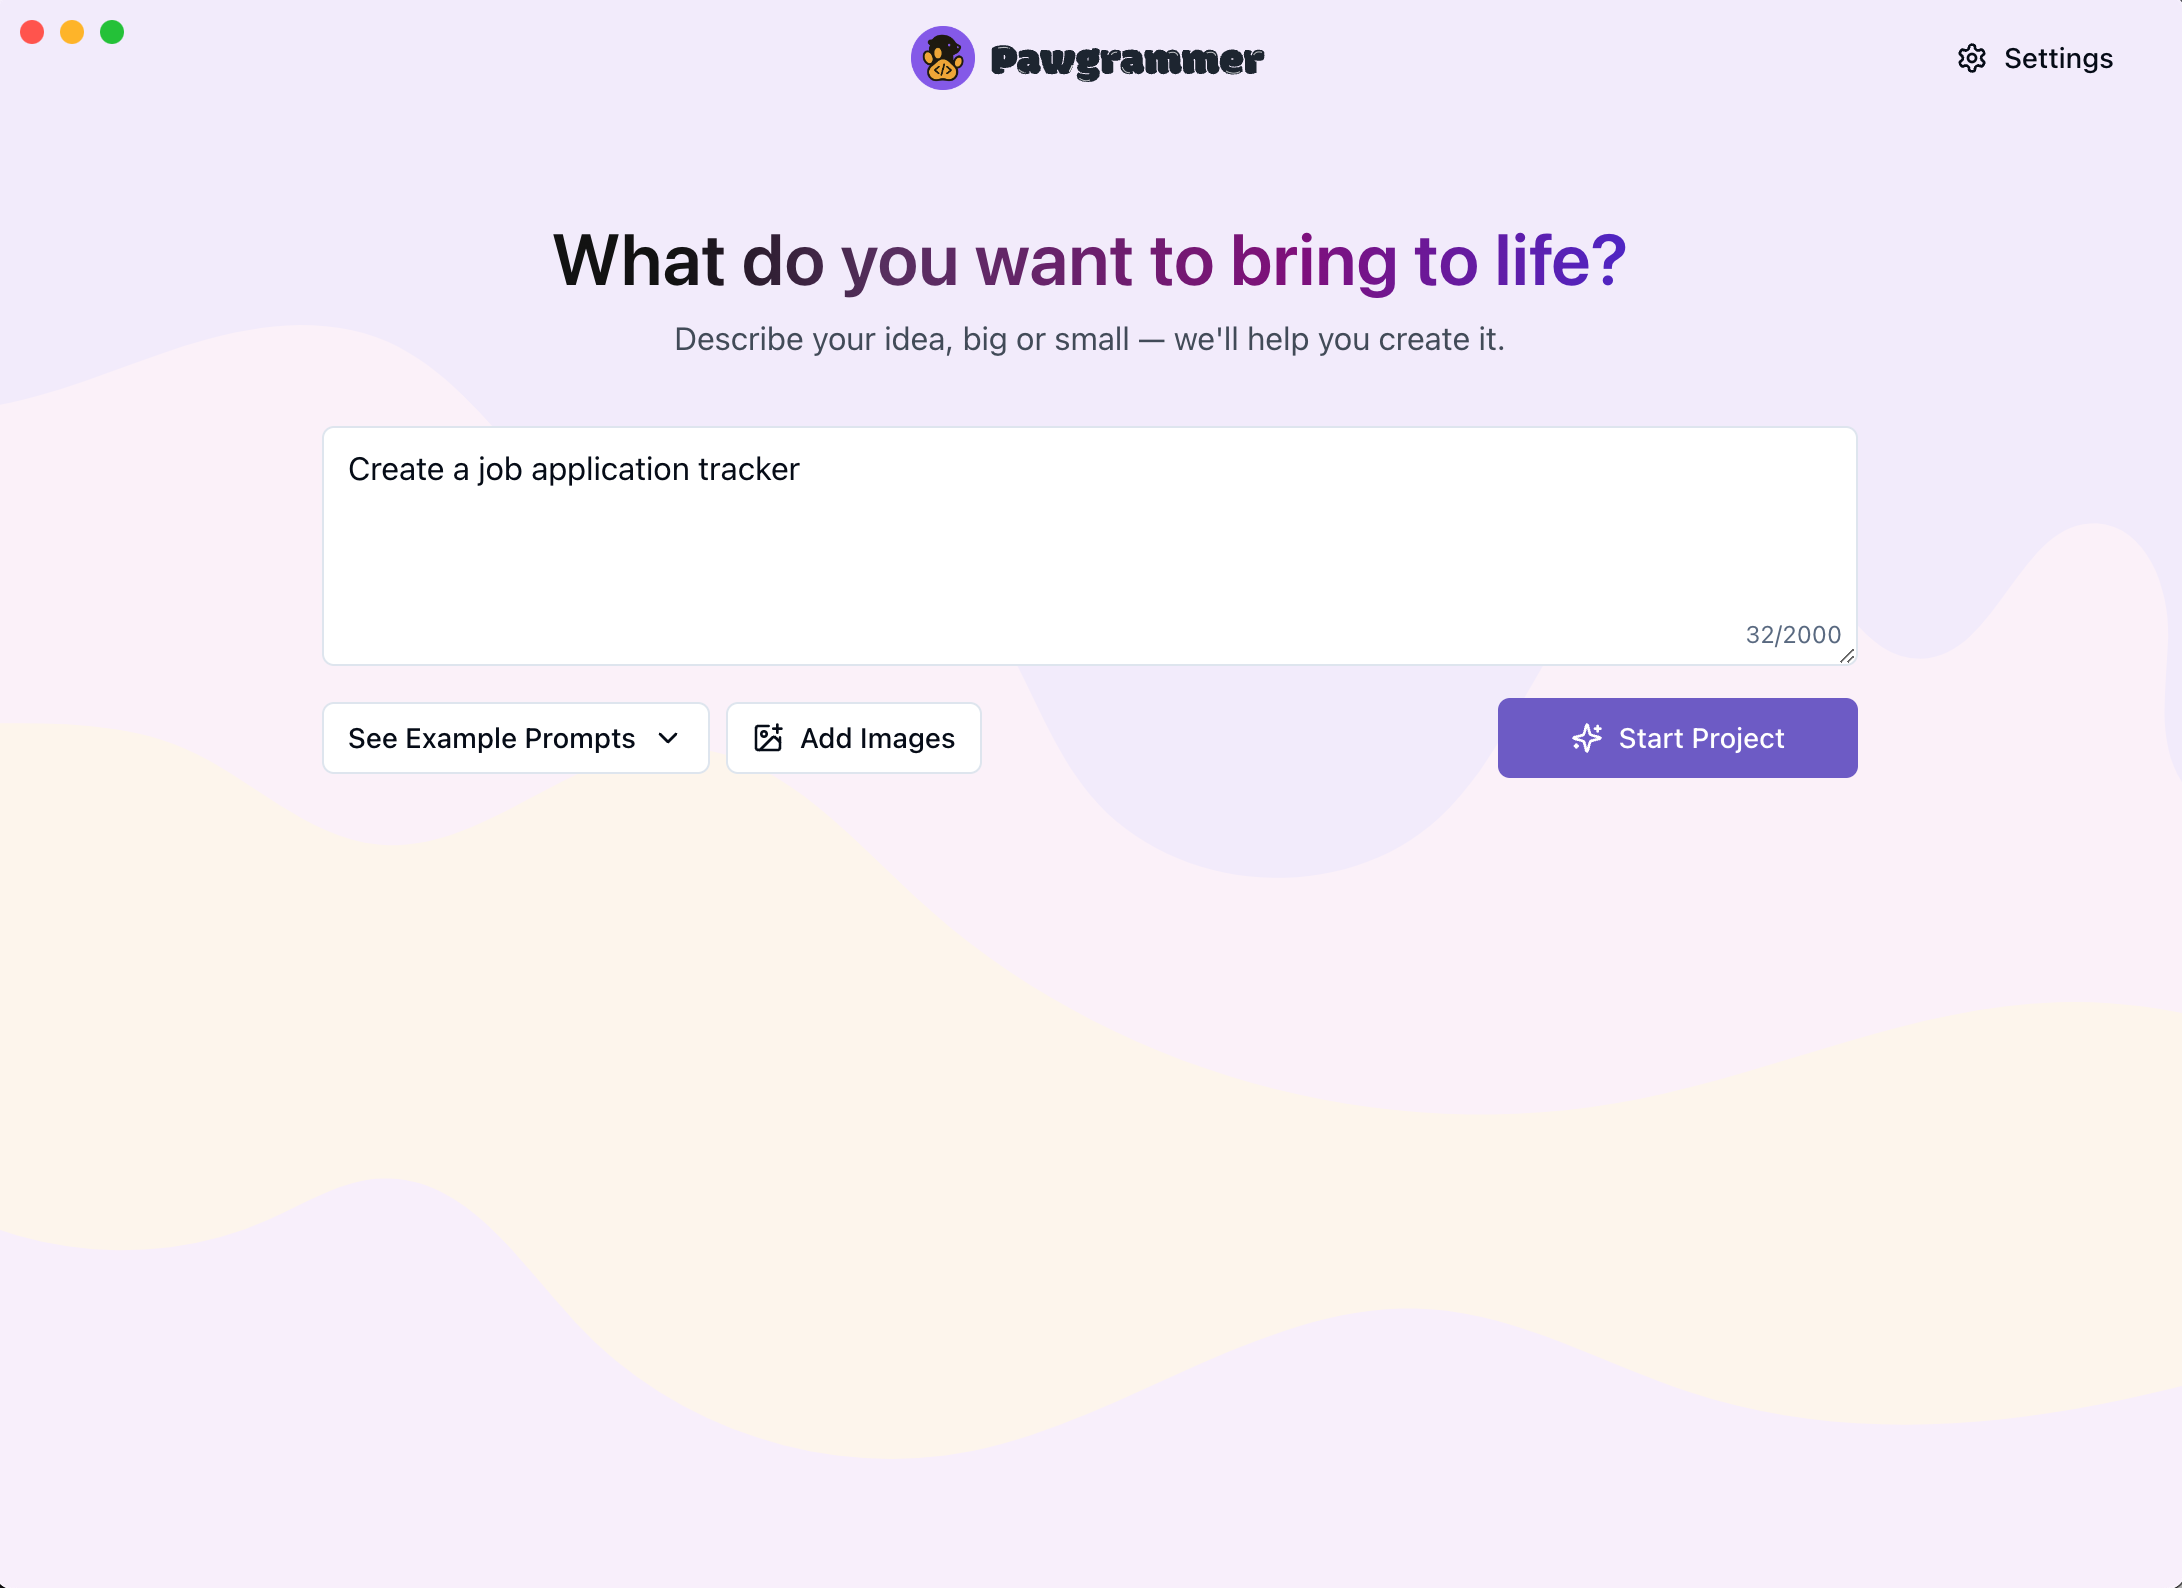 Pawgrammer
Settings
What do you want to bring to life?
Describe your idea, big or small — we'll help you create it.
Create a job application tracker
32/2000
See Example Prompts
Add Images
Start Project